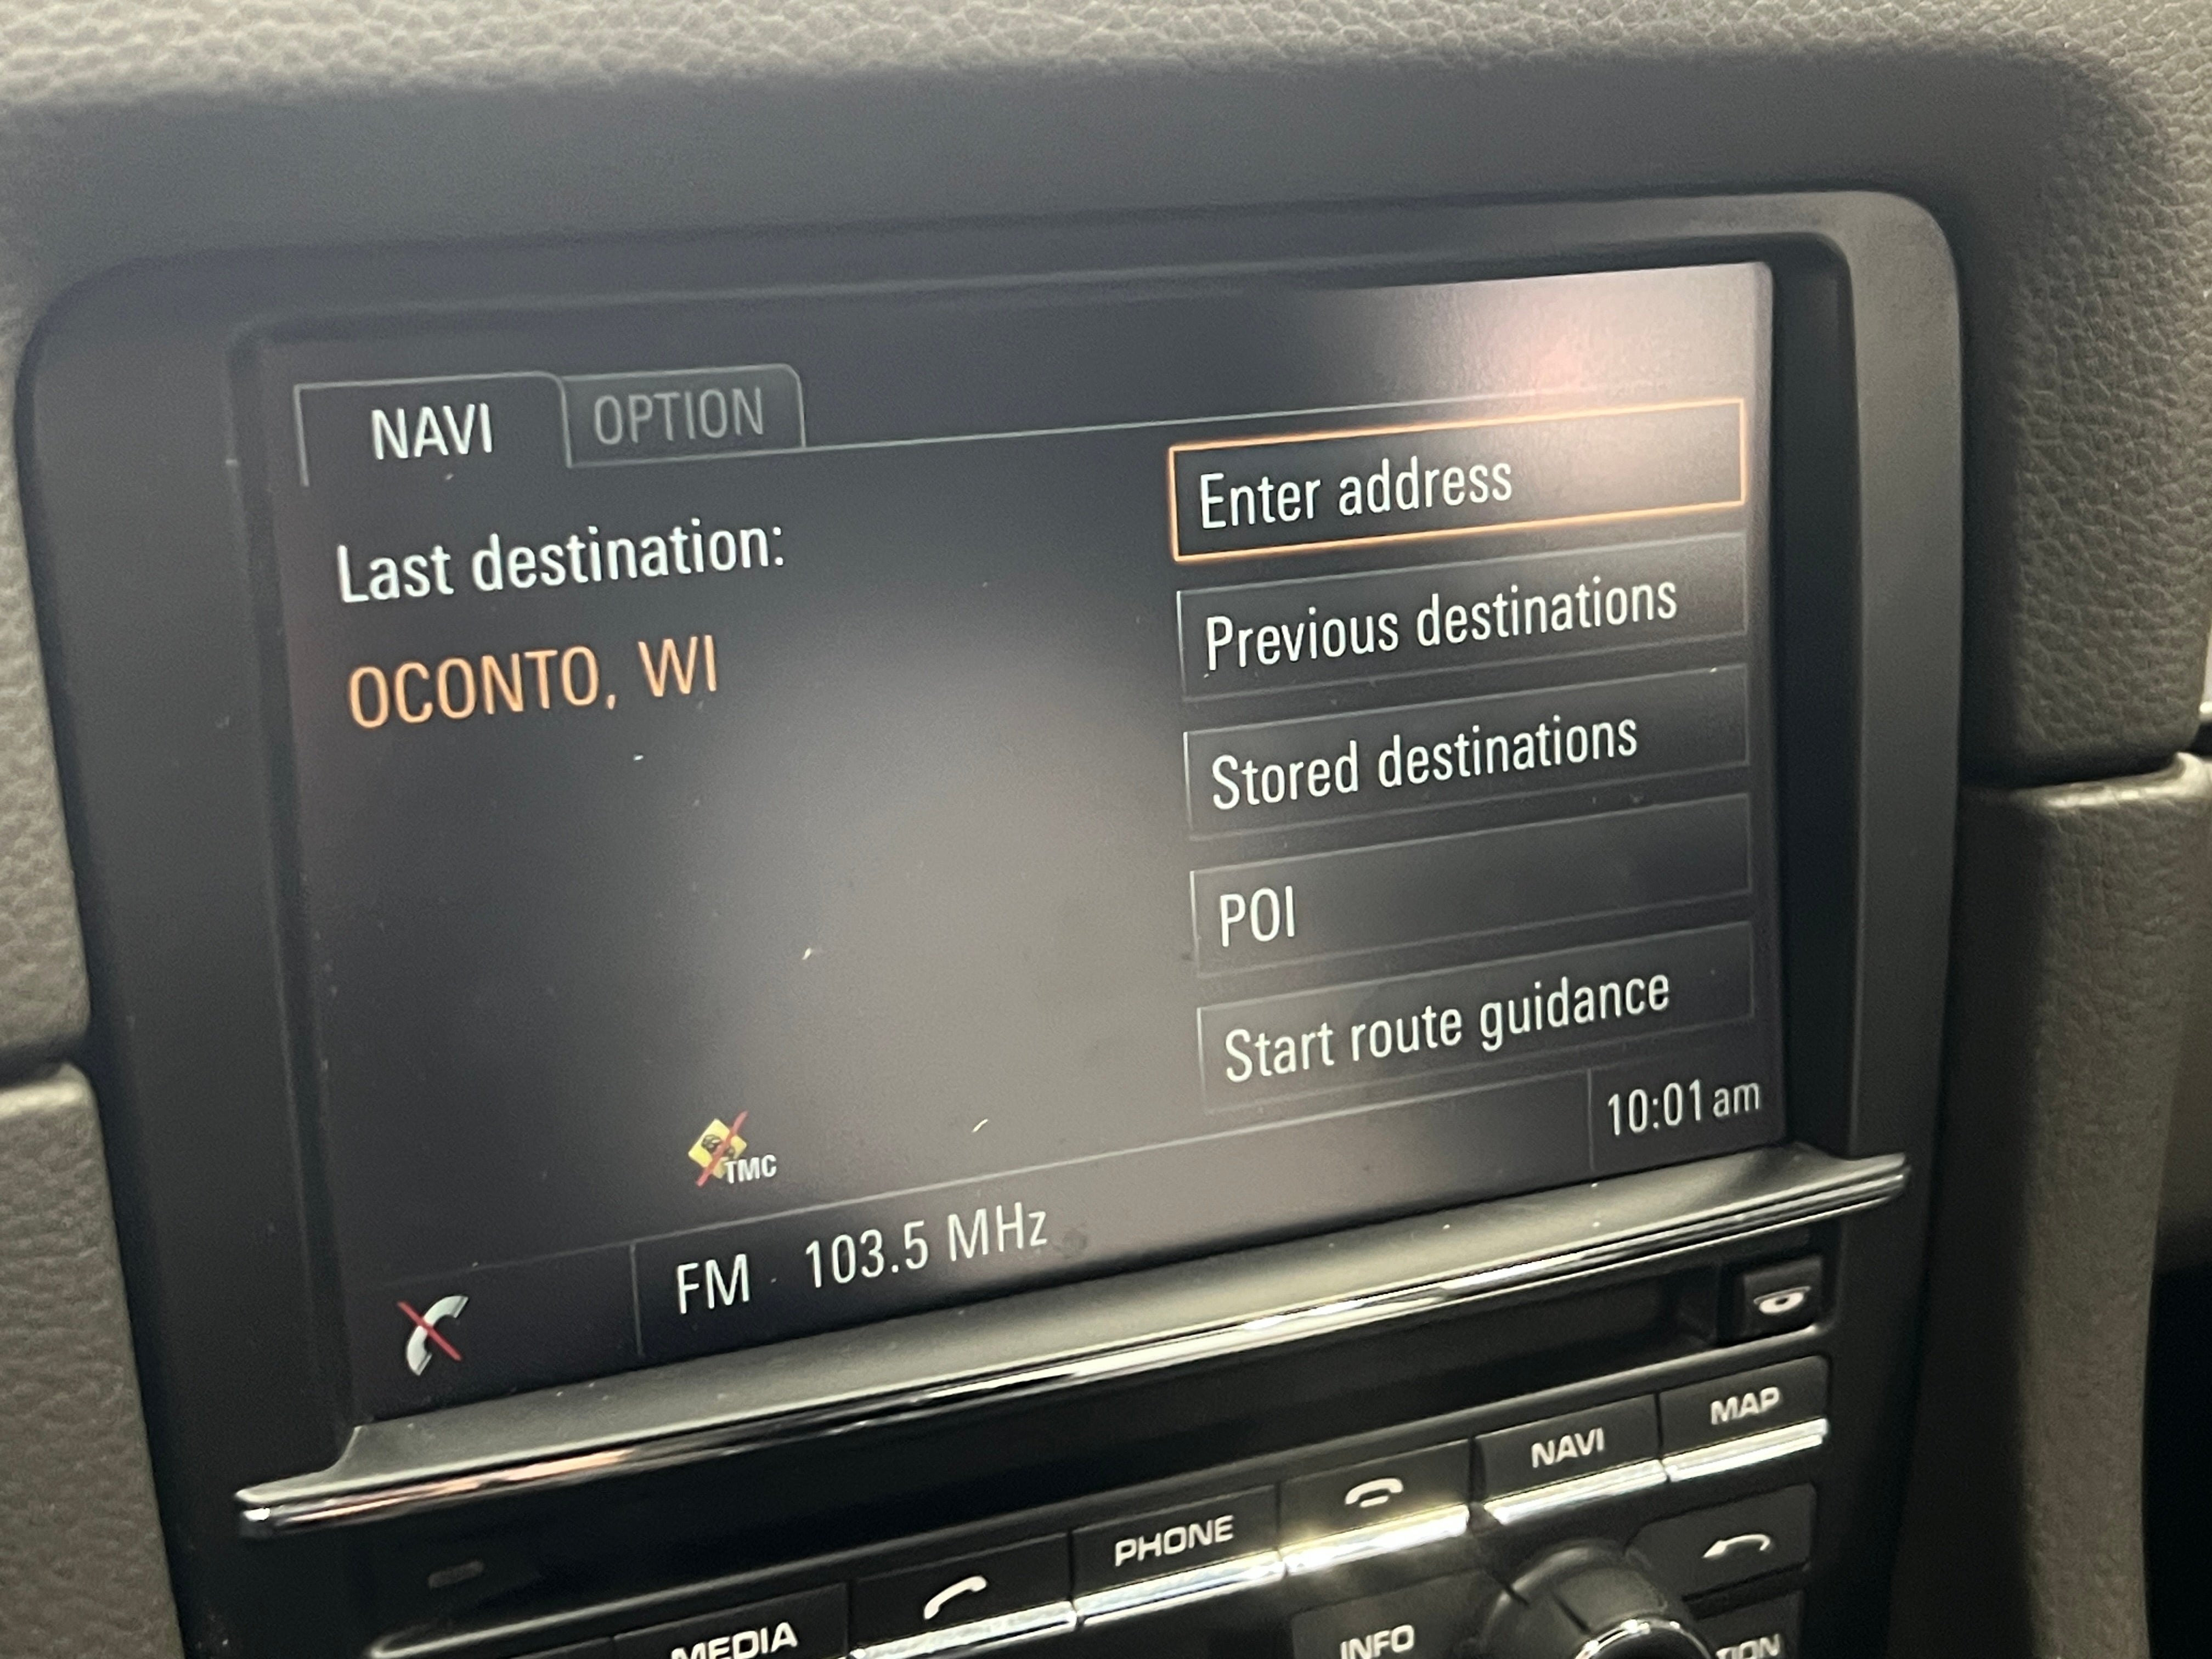 NAVI OPTION
Last destination:
OCONTO, WI
Enter address
Previous destinations
Stored destinations
POI
Start route guidance
TMC
10:01 am
FM 103.5 MHz
MEDIA
PHONE
NAVI
MAP
INFO